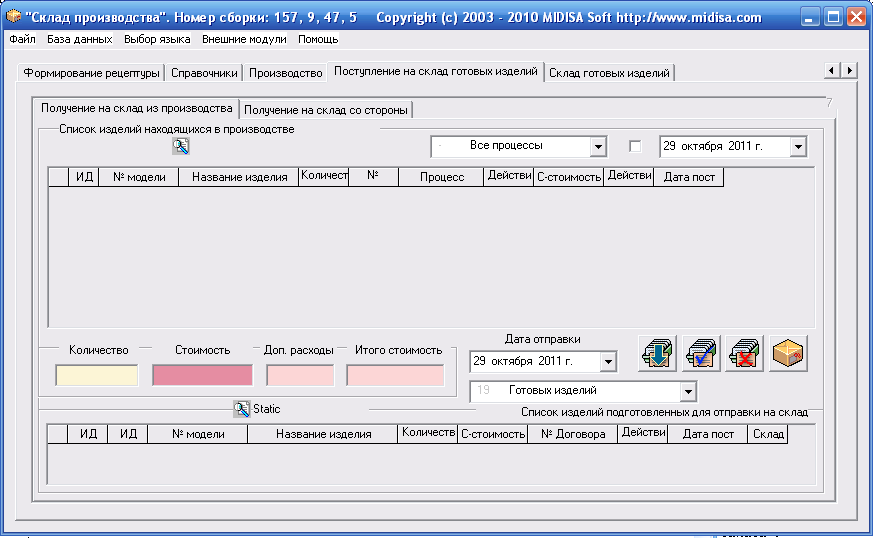 "Склад производства". Номер сборки: 157, 9, 47, 5 Copyright (c) 2003 - 2010 MIDISA Soft http://www.midisa.com
Файл База данных Выбор языка Внешние модули Помощь
Формирование рецептуры Справочники Производство Поступление на склад готовых изделий Склад готовых изделий
Получение на склад из производства Получение на склад со стороны 7
Список изделий находящихся в производстве
Все процессы 29 октября 2011 г.
ИД № модели Название изделия Количест № Процесс Действи С-стоимость Действи Дата пост
Дата отправки
Количество Стоимость Доп. расходы Итого стоимость
29 октября 2011 г.
19 Готовых изделий
Static Список изделий подготовленных для отправки на склад
ИД ИД № модели Название изделия Количеств С-стоимость № Договора Действи Дата пост Склад